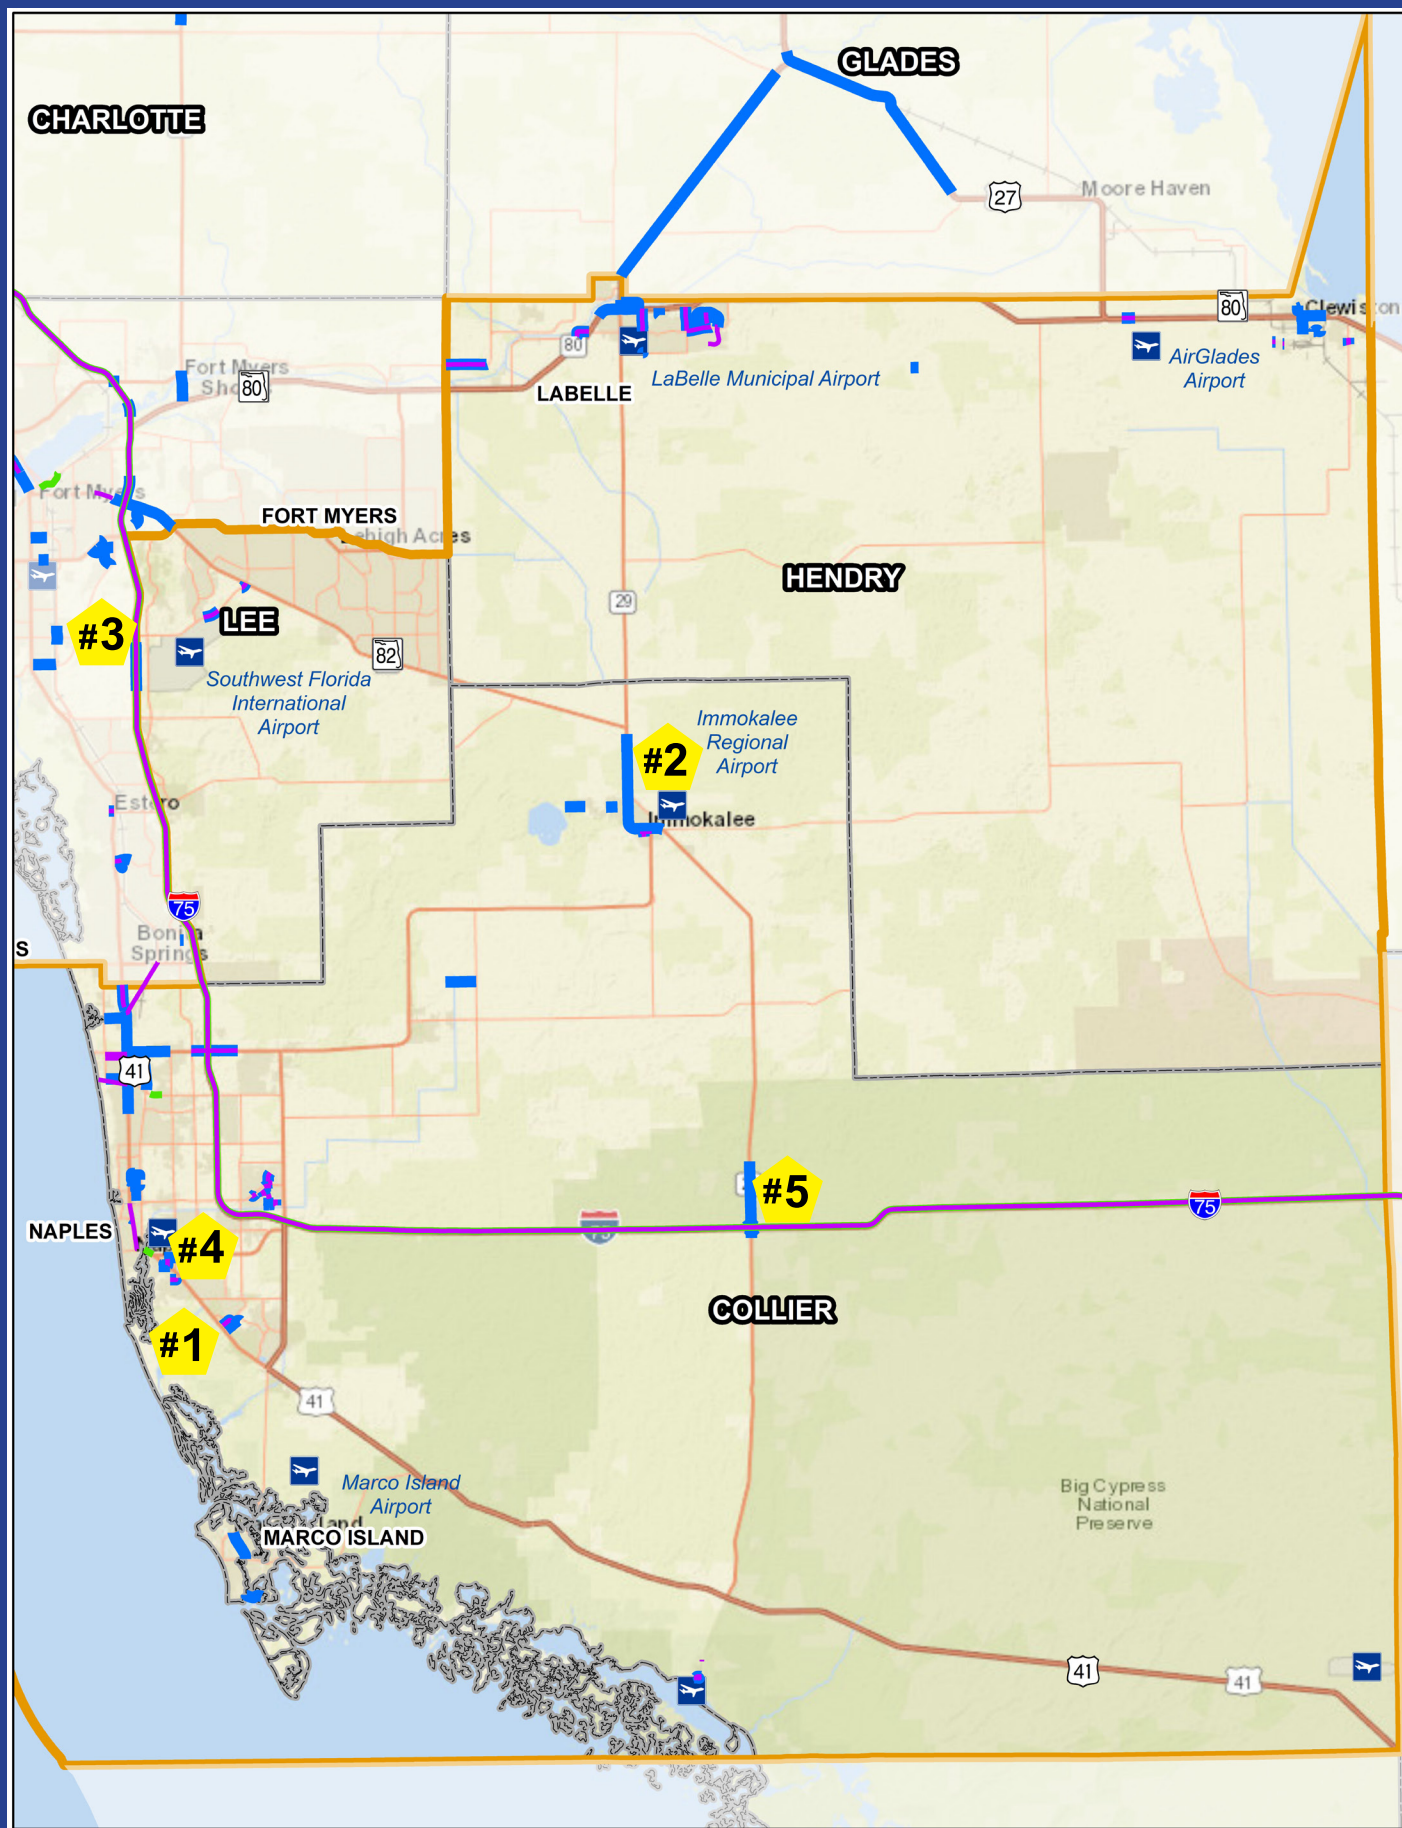 GLADES
CHARLOTTE
Moore Haven
27
80
Clewiston
80
LaBelle Municipal Airport
AirGlades
Airport
LABELLE
Fort Myers
80
Fort Myers
FORT MYERS
Lehigh Acres
HENDRY
29
LEE
#3
82
Southwest Florida
International
Airport
Immokalee
Regional
Airport
#2
Immokalee
Estero
75
Bonita
Springs
S
41
#5
75
75
NAPLES
#4
COLLIER
#1
41
Marco Island
Airport
Big Cypress
National
Preserve
MARCO ISLAND
41
41